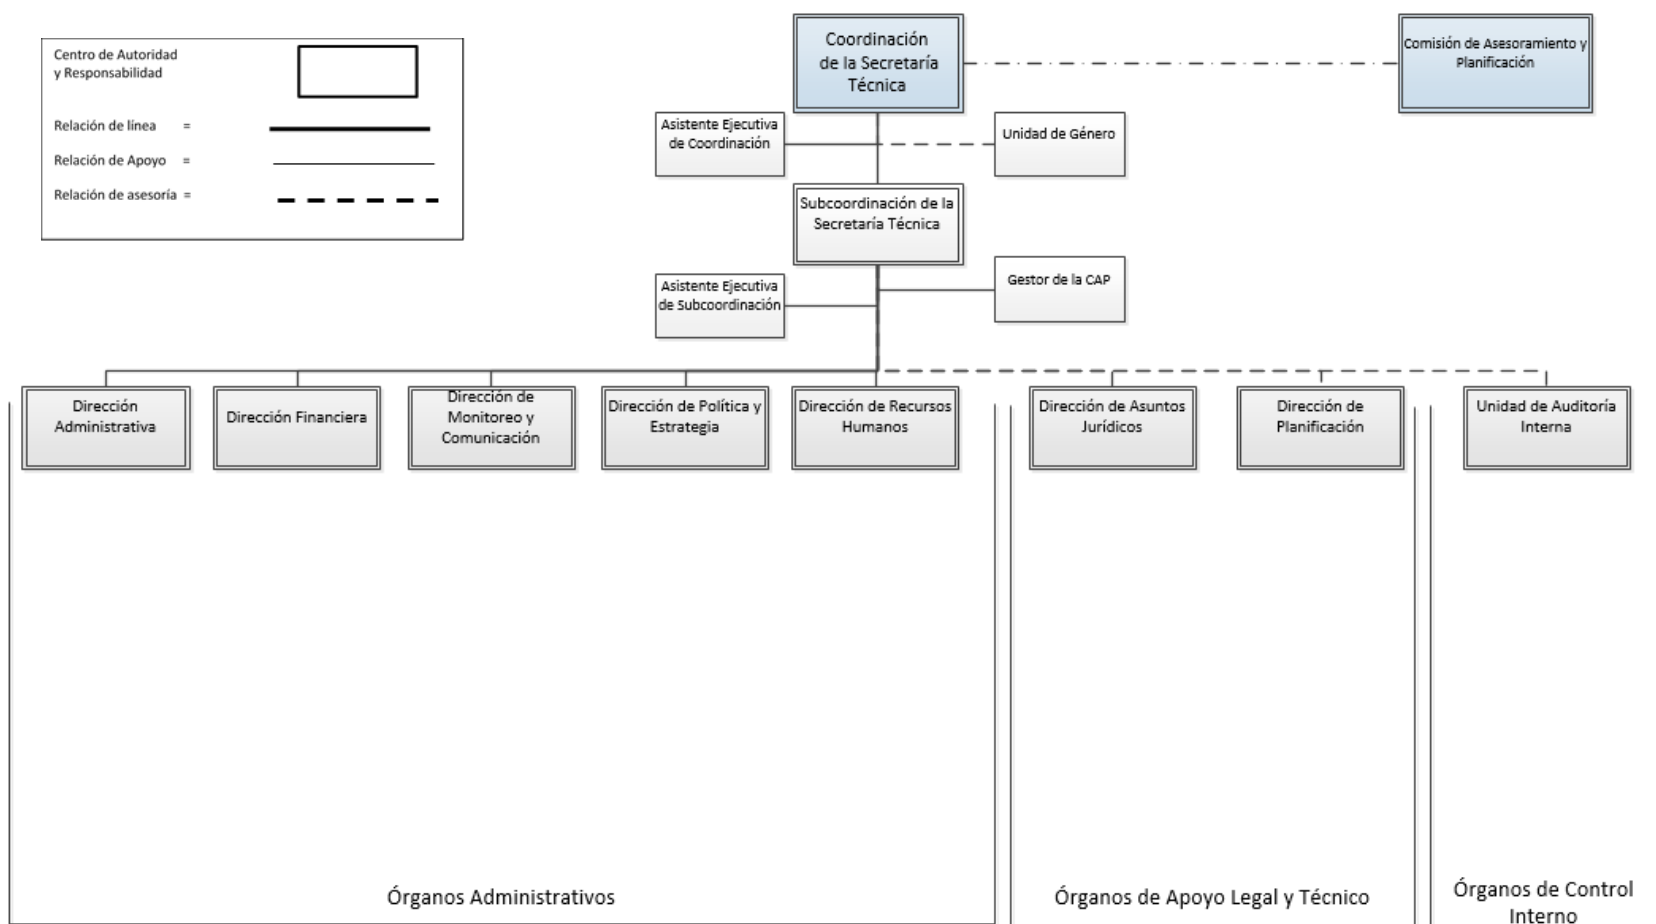 Centro de Autoridad
y Responsabilidad
Relación de línea =
Relación de Apoyo =
Relación de asesoría =
Coordinación
de la Secretaría
Técnica
Comisión de Asesoramiento y
Planificación
Asistente Ejecutiva
de Coordinación
Unidad de Género
Subcoordinación de la
Secretaría Técnica
Asistente Ejecutiva
de Subcoordinación
Gestor de la CAP
Dirección
Administrativa
Dirección Financiera
Dirección de
Monitoreo y
Comunicación
Dirección de Política y
Estrategia
Dirección de Recursos
Humanos
Dirección de Asuntos
Jurídicos
Dirección de
Planificación
Unidad de Auditoría
Interna
Órganos Administrativos
Órganos de Apoyo Legal y Técnico
Órganos de Control
Interno